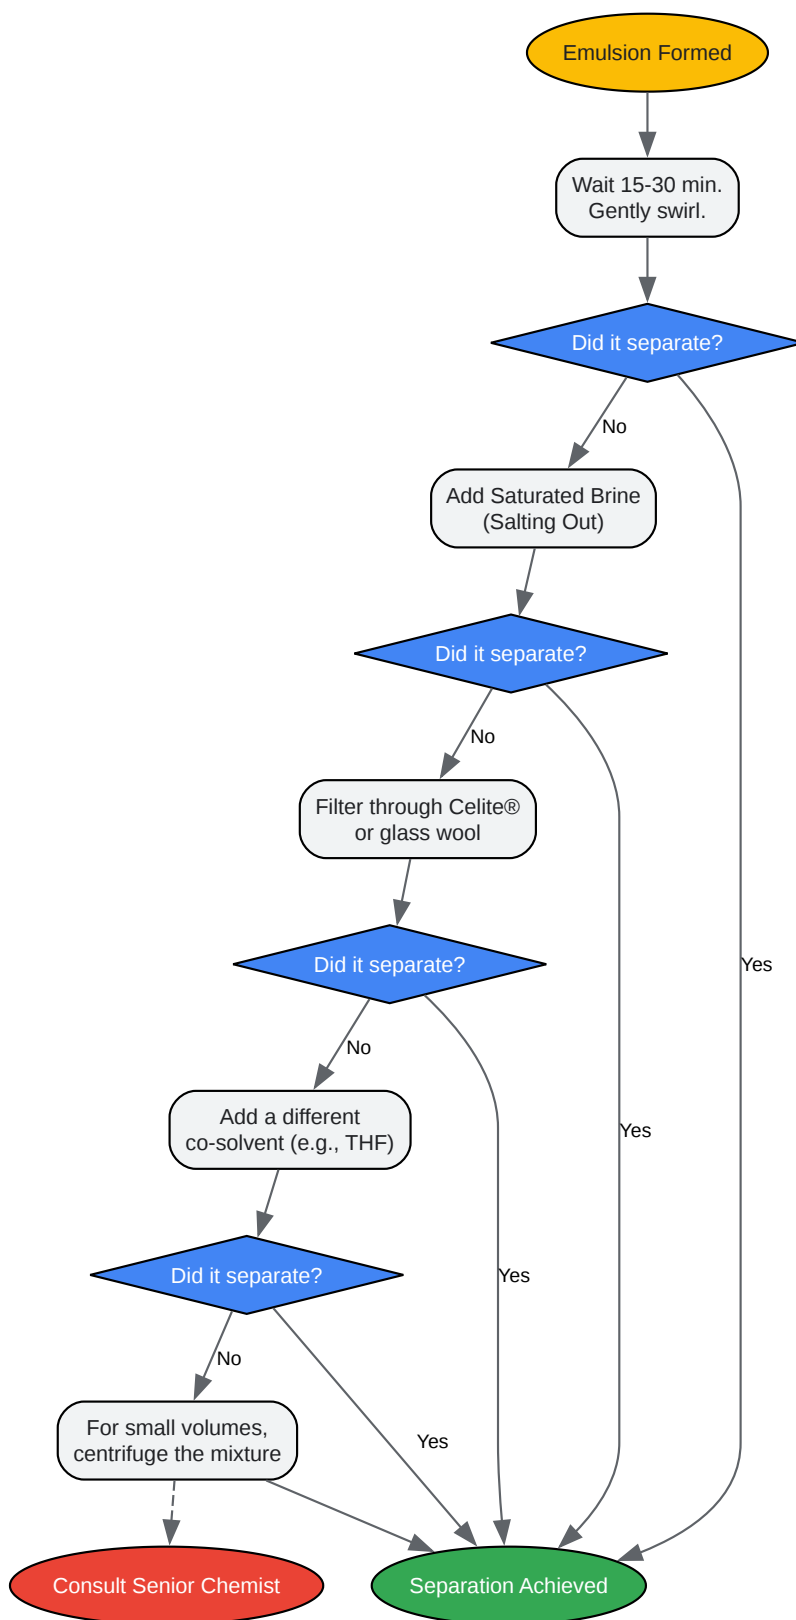 Emulsion Formed
Wait 15-30 min.
Gently swirl.
Did it separate?
No
Add Saturated Brine
(Salting Out)
Did it separate?
No
Filter through Celite®
or glass wool
Did it separate?
Yes
No
Add a different
co-solvent (e.g., THF)
Yes
Did it separate?
Yes
No
For small volumes,
centrifuge the mixture
Yes
Consult Senior Chemist
Separation Achieved